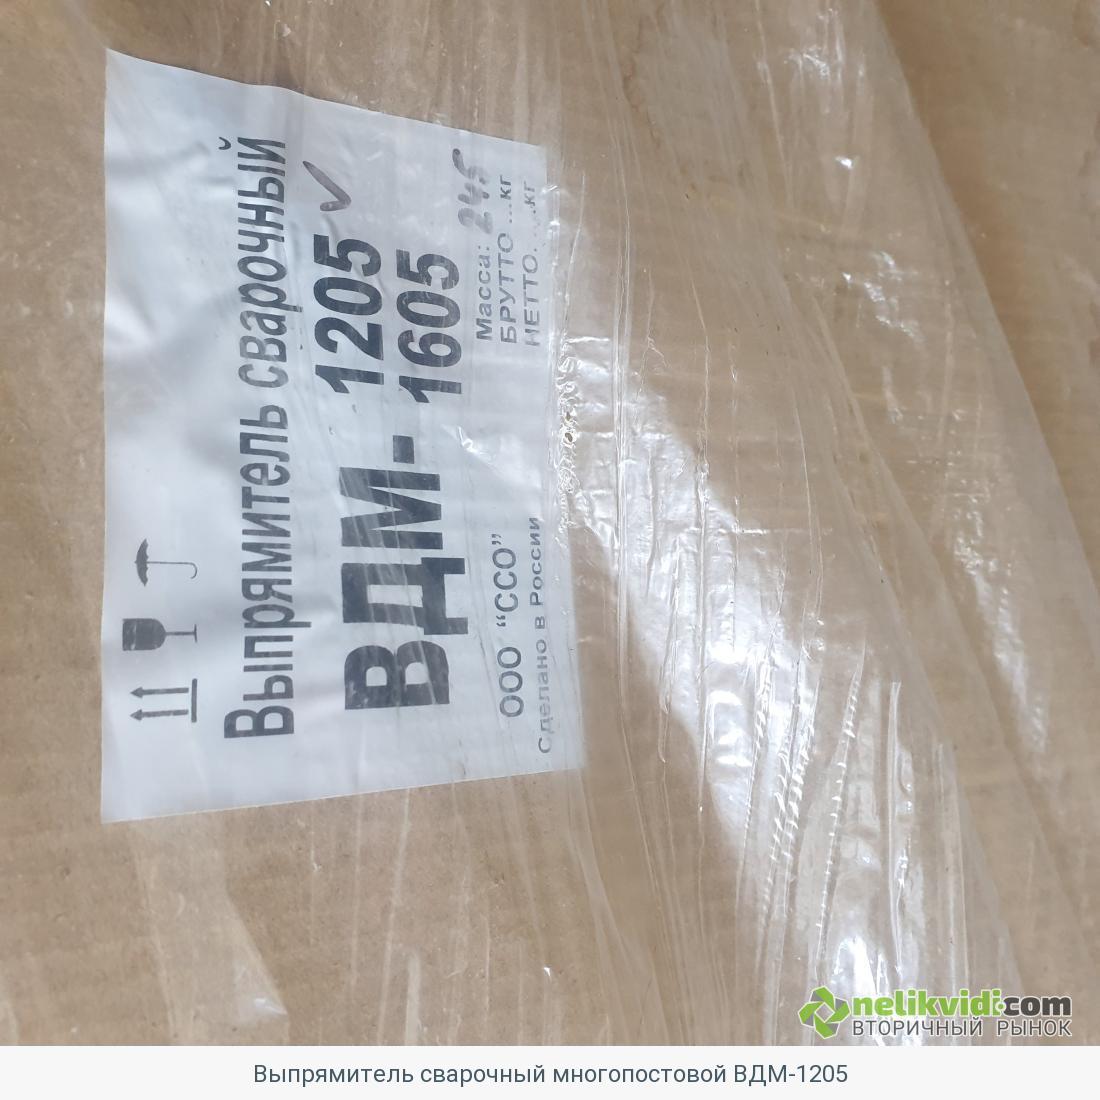 Выпрямитель сварочный
ВДМ- 1205 ✓
1605
Масса: 245
БРУТТО ...кг
НЕТТО. ...кг
ООО “ССО”
Сделано в России
nelikvidi.com
ВТОРИЧНЫЙ РЫНОК
Выпрямитель сварочный многопостовой ВДМ-1205